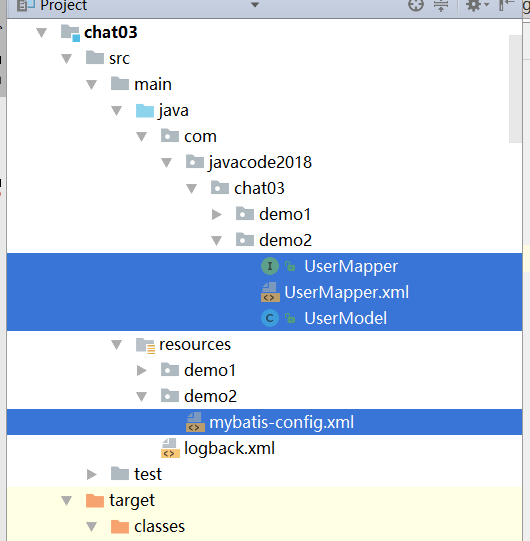 Project
chat03
src
main
java
com
javacode2018
chat03
demo1
demo2
UserMapper
UserMapper.xml
UserModel
resources
demo1
demo2
mybatis-config.xml
logback.xml
test
target
classes